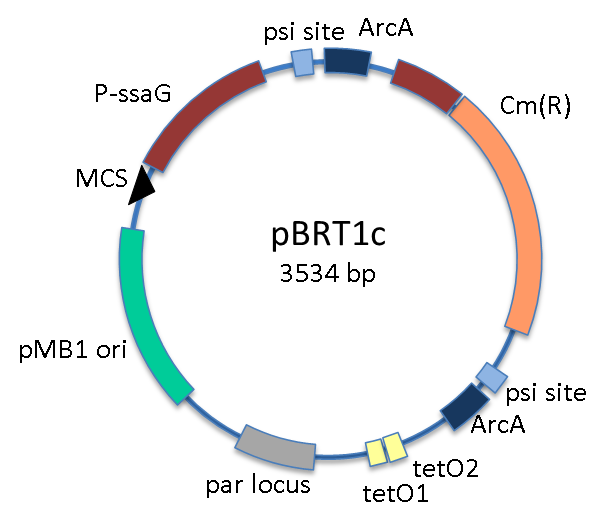 psi site
ArcA
P-ssaG
Cm(R)
MCS
pBRT1c
3534 bp
pMB1 ori
psi site
ArcA
tetO2
par locus
tetO1